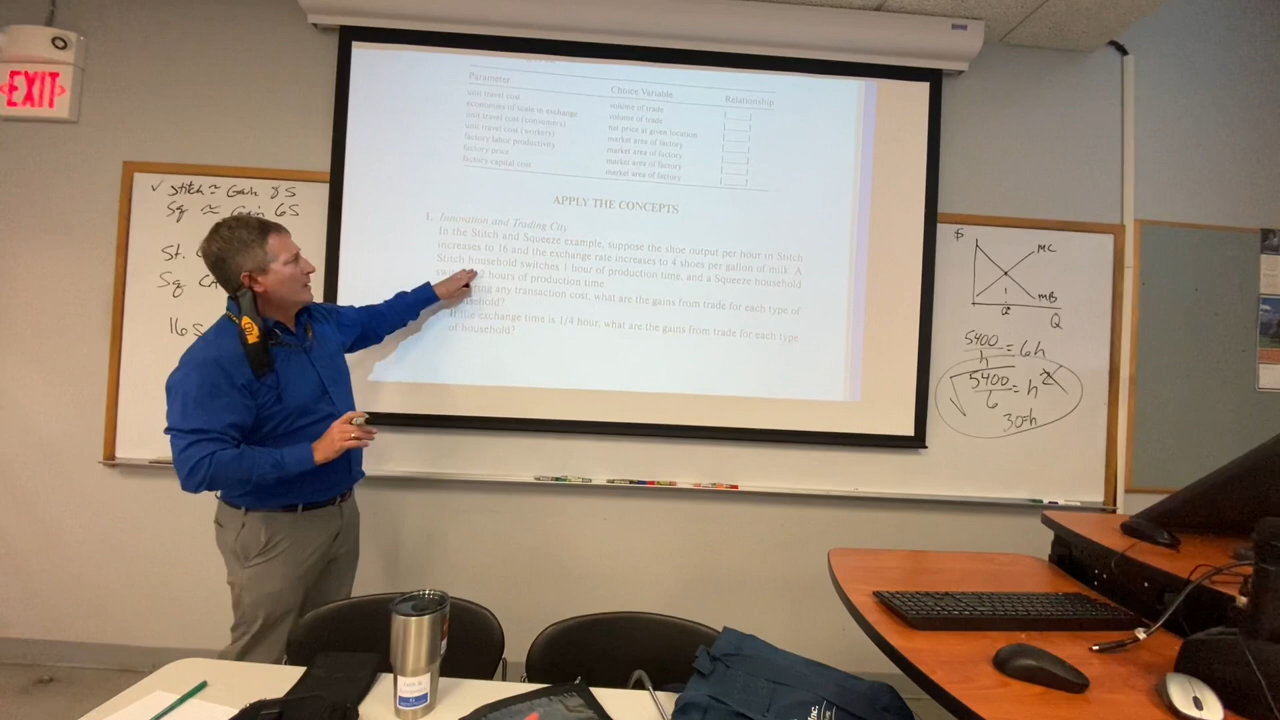 EXIT
✓ Stitch ≈ Gain 8S
Sq ≈ Gain 6S
St.
Sq
16s
Parameter Choice Variable Relationship
unit travel cost volume of trade
economies of scale in exchange volume of trade
unit travel cost (consumers) net price at given location
unit travel cost (workers) market area of factory
factory labor productivity market area of factory
factory price market area of factory
factory capital cost market area of factory
APPLY THE CONCEPTS
1. Innovation and Trading City
In the Stitch and Squeeze example, suppose the shoe output per hour in Stitch
increases to 16 and the exchange rate increases to 4 shoes per gallon of milk. A
Stitch household switches 1 hour of production time, and a Squeeze household
2 hours of production time
any transaction cost, what are the gains from trade for each type of
If the exchange time is 1/4 hour, what are the gains from trade for each type
of household?
$
MC
MB
Q
5400/h = 6h
√5400/6 = h²
30=h
Inc.